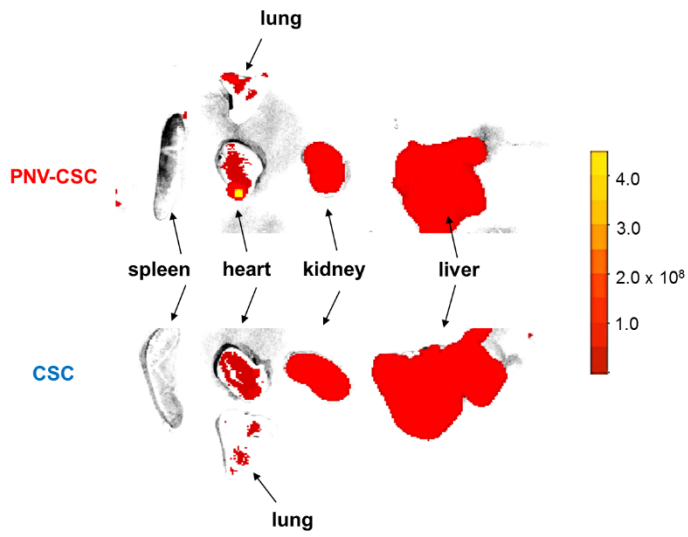 lung
PNV-CSC
spleen heart kidney liver
CSC
lung
4.0
3.0
2.0 x 10⁸
1.0